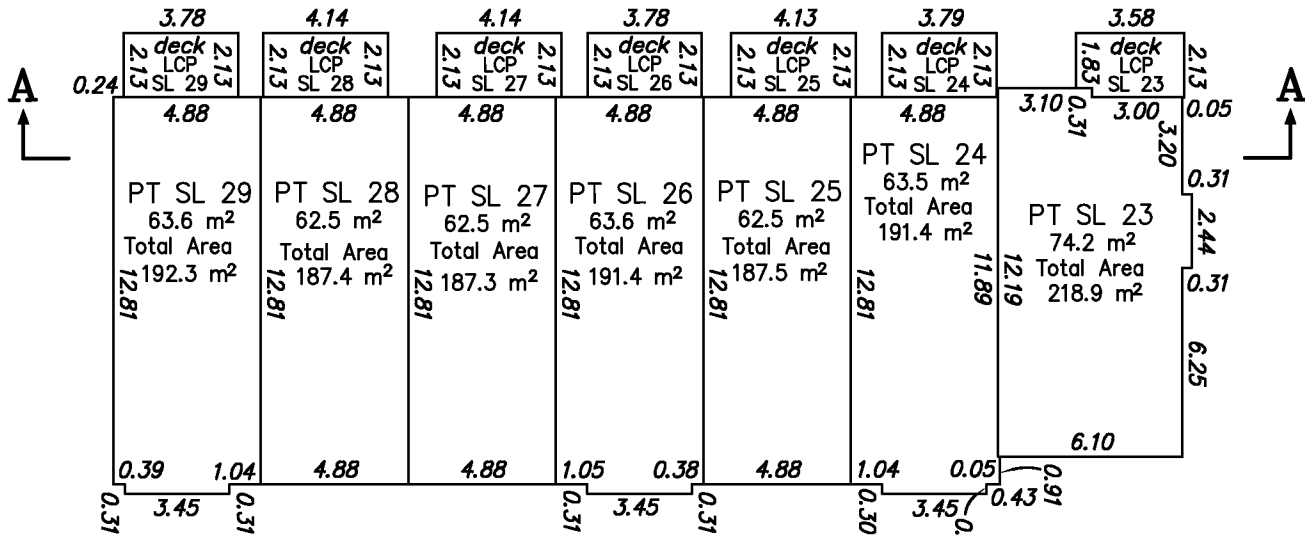 3.78 4.14 4.14 3.78 4.13 3.79 3.58
deck deck deck deck deck deck deck
LCP LCP LCP LCP LCP LCP LCP
SL 29 SL 28 SL 27 SL 26 SL 25 SL 24 SL 23
2.13 2.13 2.13 2.13 2.13 2.13 2.13 2.13 2.13 2.13 2.13 2.13 1.83 2.13
A 0.24 A
4.88 4.88 4.88 4.88 4.88 4.88 3.10 0.31 3.00 0.05
3.20
PT SL 29
63.6 m²
Total Area
192.3 m²
12.81
PT SL 28
62.5 m²
Total Area
187.4 m²
12.81
PT SL 27
62.5 m²
Total Area
187.3 m²
12.81
PT SL 26
63.6 m²
Total Area
191.4 m²
12.81
PT SL 25
62.5 m²
Total Area
187.5 m²
12.81
PT SL 24
63.5 m²
Total Area
191.4 m²
12.81 11.89
PT SL 23
74.2 m²
Total Area
218.9 m²
12.19
0.31
2.44
0.31
6.25
6.10
0.39 1.04 4.88 4.88 1.05 0.38 4.88 1.04 0.05 0.91
0.31 3.45 0.31 0.31 3.45 0.31 0.30 3.45 0. 0.43